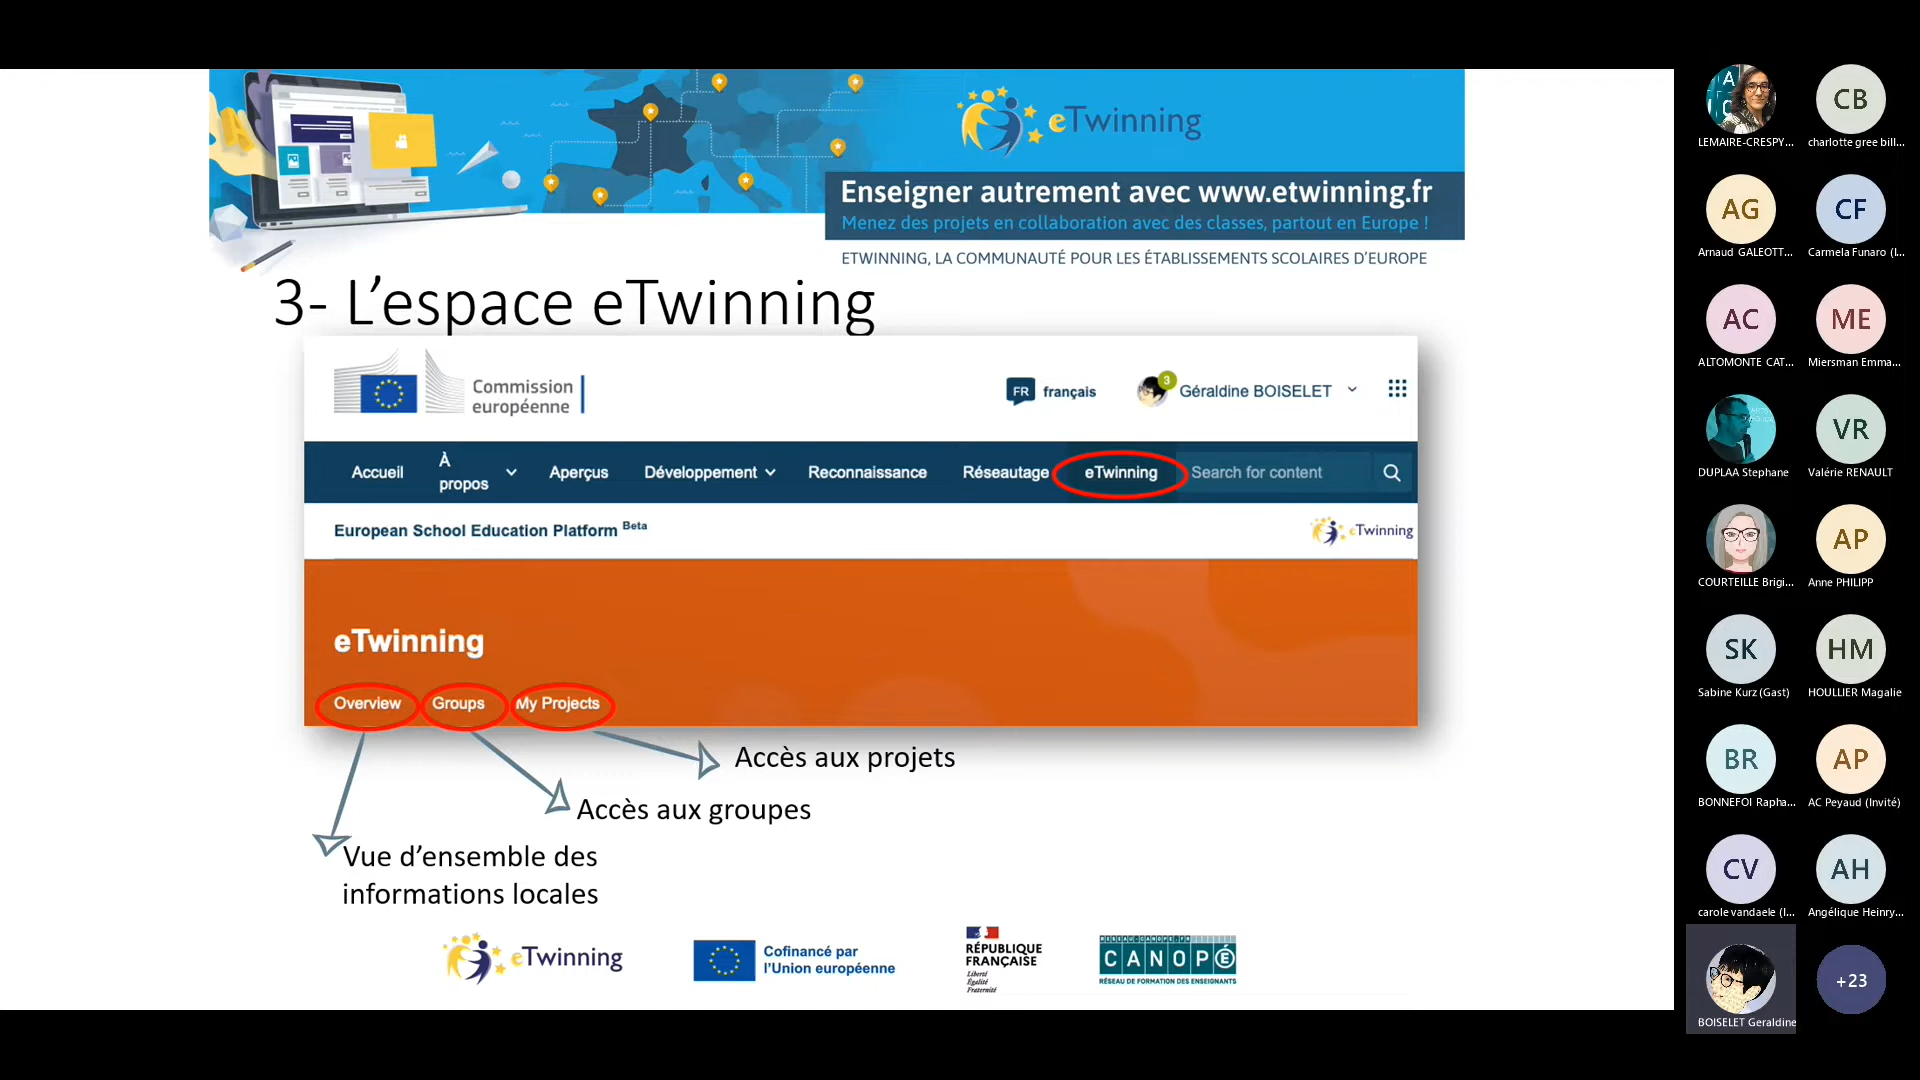 eTwinning
Enseigner autrement avec www.etwinning.fr
Menez des projets en collaboration avec des classes, partout en Europe !
ETWINNING, LA COMMUNAUTÉ POUR LES ÉTABLISSEMENTS SCOLAIRES D'EUROPE
3- L'espace eTwinning
Commission
européenne
FR français
3
Géraldine BOISELET
Accueil
À
propos
Aperçus
Développement
Reconnaissance
Réseautage
eTwinning
Search for content
European School Education Platform Beta
eTwinning
eTwinning
Overview
Groups
My Projects
Accès aux projets
Accès aux groupes
Vue d'ensemble des
informations locales
eTwinning
Cofinancé par
l'Union européenne
RÉPUBLIQUE
FRANÇAISE
Liberté
Égalité
Fraternité
CANOPÉ
RÉSEAU DE FORMATION DES ENSEIGNANTS
LEMAIRE-CRESPY...
CB
charlotte gree bill...
AG
Arnaud GALEOTT...
CF
Carmela Funaro (I...
AC
ALTOMONTE CAT...
ME
Miersman Emma...
DUPLAA Stephane
VR
Valérie RENAULT
COURTEILLE Brigi...
AP
Anne PHILIPP
SK
Sabine Kurz (Gast)
HM
HOULLIER Magalie
BR
BONNEFOI Rapha...
AP
AC Peyaud (Invité)
CV
carole vandaele (I...
AH
Angélique Heinry...
BOISELET Geraldine
+23